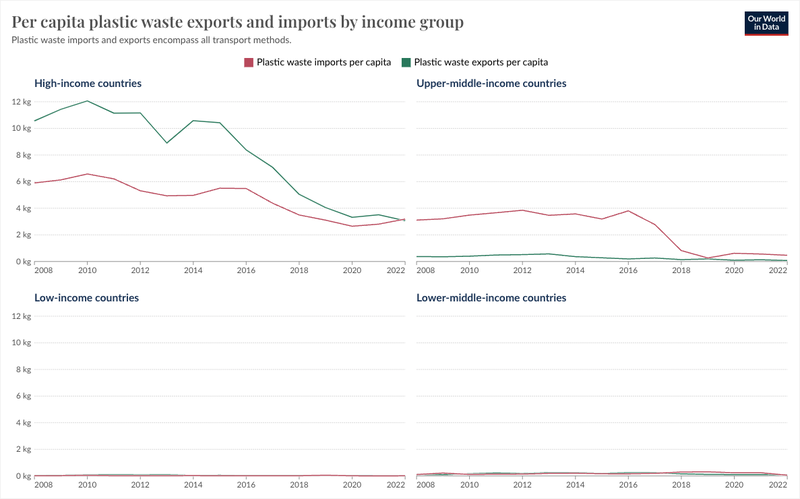 Per capita plastic waste exports and imports by income group
Our World
in Data
Plastic waste imports and exports encompass all transport methods.
Plastic waste imports per capita
Plastic waste exports per capita
High-income countries
12 kg
10 kg
8 kg
6 kg
4 kg
2 kg
0 kg
2008 2010 2012 2014 2016 2018 2020 2022
Upper-middle-income countries
2008 2010 2012 2014 2016 2018 2020 2022
Low-income countries
12 kg
10 kg
8 kg
6 kg
4 kg
2 kg
0 kg
2008 2010 2012 2014 2016 2018 2020 2022
Lower-middle-income countries
2008 2010 2012 2014 2016 2018 2020 2022